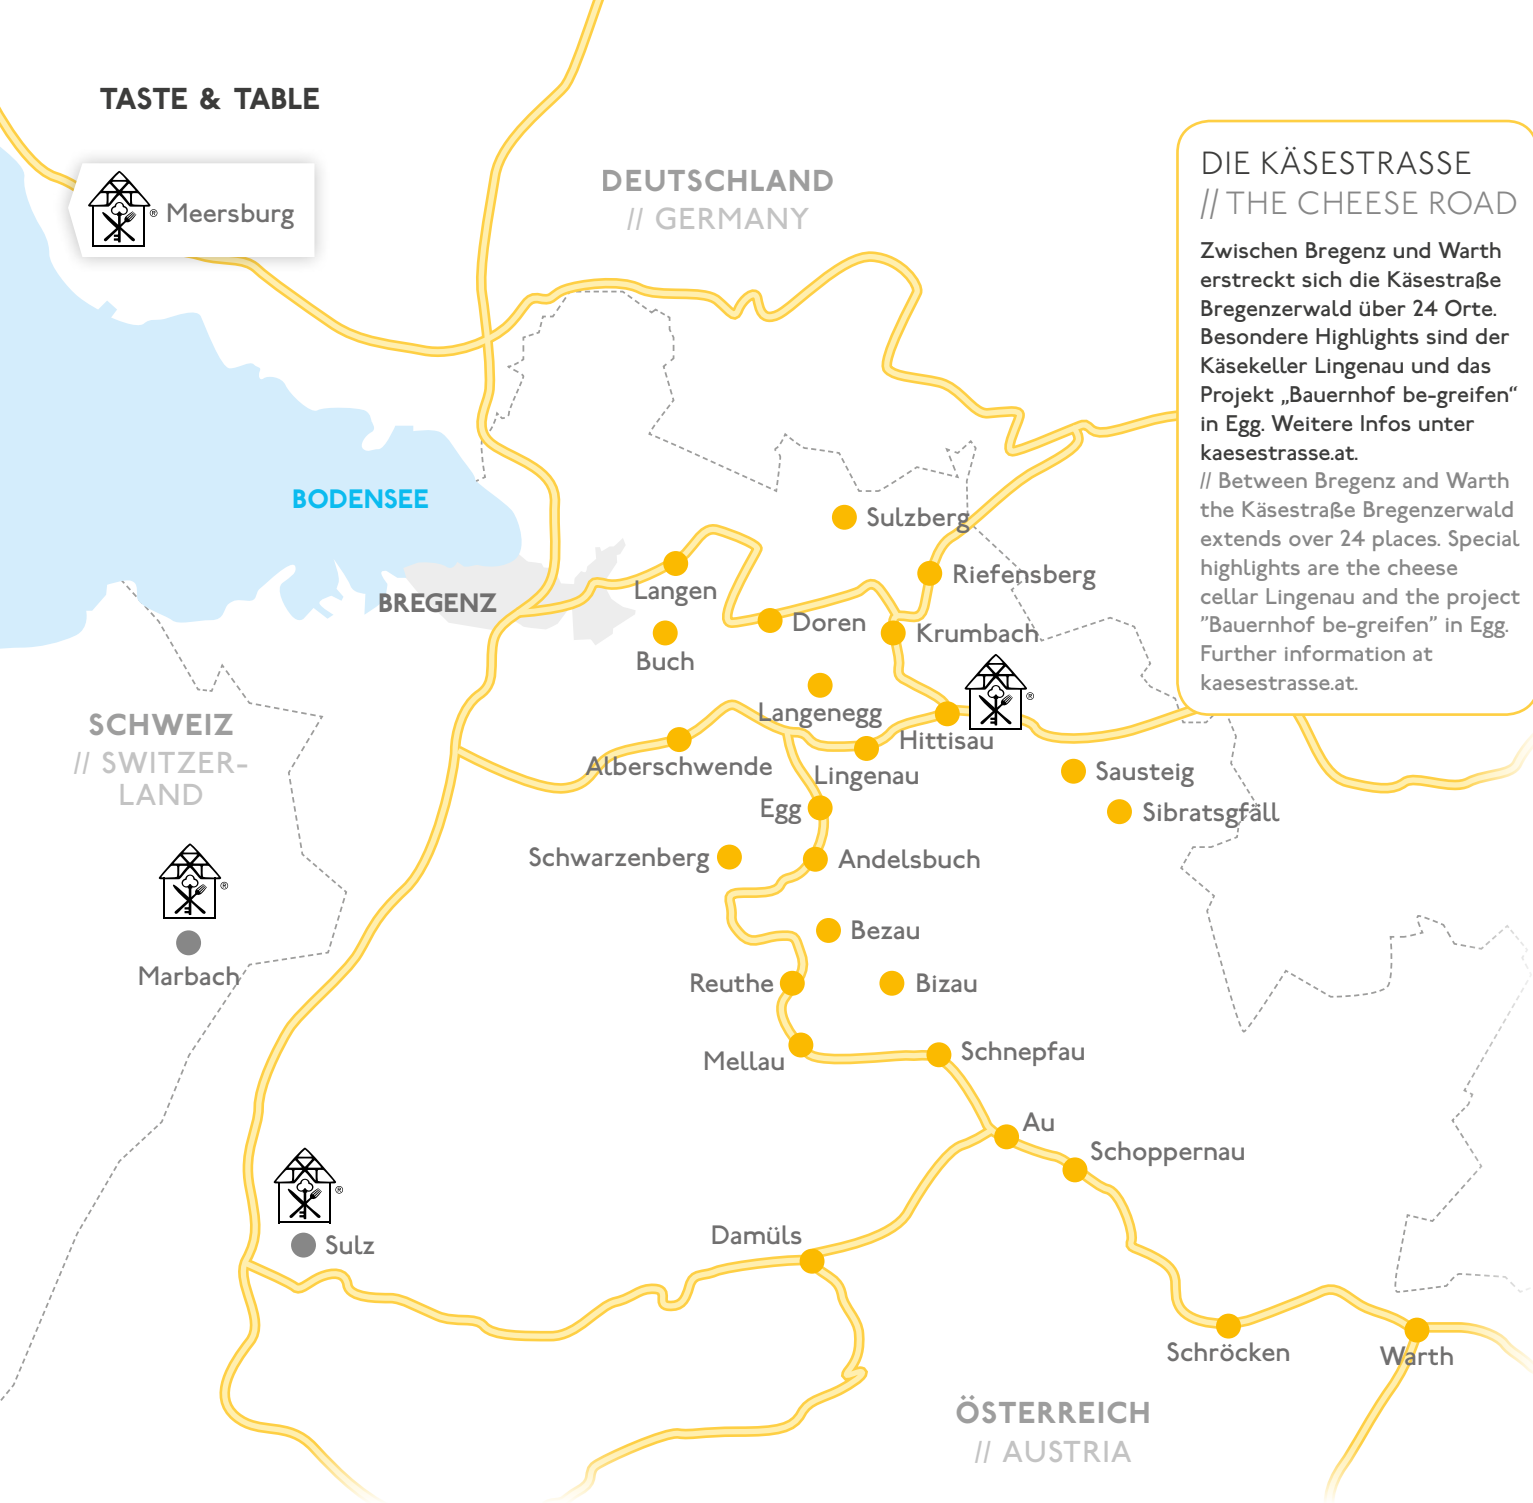 TASTE & TABLE
® Meersburg
DEUTSCHLAND
// GERMANY
DIE KÄSESTRASSE
// THE CHEESE ROAD
Zwischen Bregenz und Warth
erstreckt sich die Käsestraße
Bregenzerwald über 24 Orte.
Besondere Highlights sind der
Käsekeller Lingenau und das
Projekt „Bauernhof be-greifen“
in Egg. Weitere Infos unter
kaesestrasse.at.
// Between Bregenz and Warth
the Käsestraße Bregenzerwald
extends over 24 places. Special
highlights are the cheese
cellar Lingenau and the project
”Bauernhof be-greifen” in Egg.
Further information at
kaesestrasse.at.
BODENSEE
Sulzberg
Riefensberg
Langen
BREGENZ
Doren
Krumbach
Buch
®
Langenegg
Hittisau
SCHWEIZ
// SWITZER-
LAND
Alberschwende
Lingenau
Sausteig
Egg
Sibratsgfäll
Schwarzenberg
Andelsbuch
®
Bezau
Marbach
Reuthe
Bizau
Mellau
Schnepfau
Au
Schoppernau
®
Sulz
Damüls
Schröcken
Warth
ÖSTERREICH
// AUSTRIA